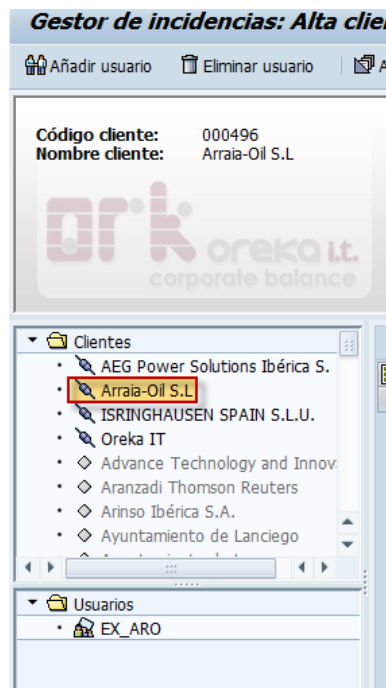 Gestor de incidencias: Alta clie
Añadir usuario Eliminar usuario A
Código cliente: 000496
Nombre cliente: Arraia-Oil S.L
ork oreka i.t.
corporate balance
Clientes
AEG Power Solutions Ibérica S.
Arraia-Oil S.L
ISRINGHAUSEN SPAIN S.L.U.
Oreka IT
Advance Technology and Innov
Aranzadi Thomson Reuters
Arinso Ibérica S.A.
Ayuntamiento de Lanciego
Usuarios
EX_ARO